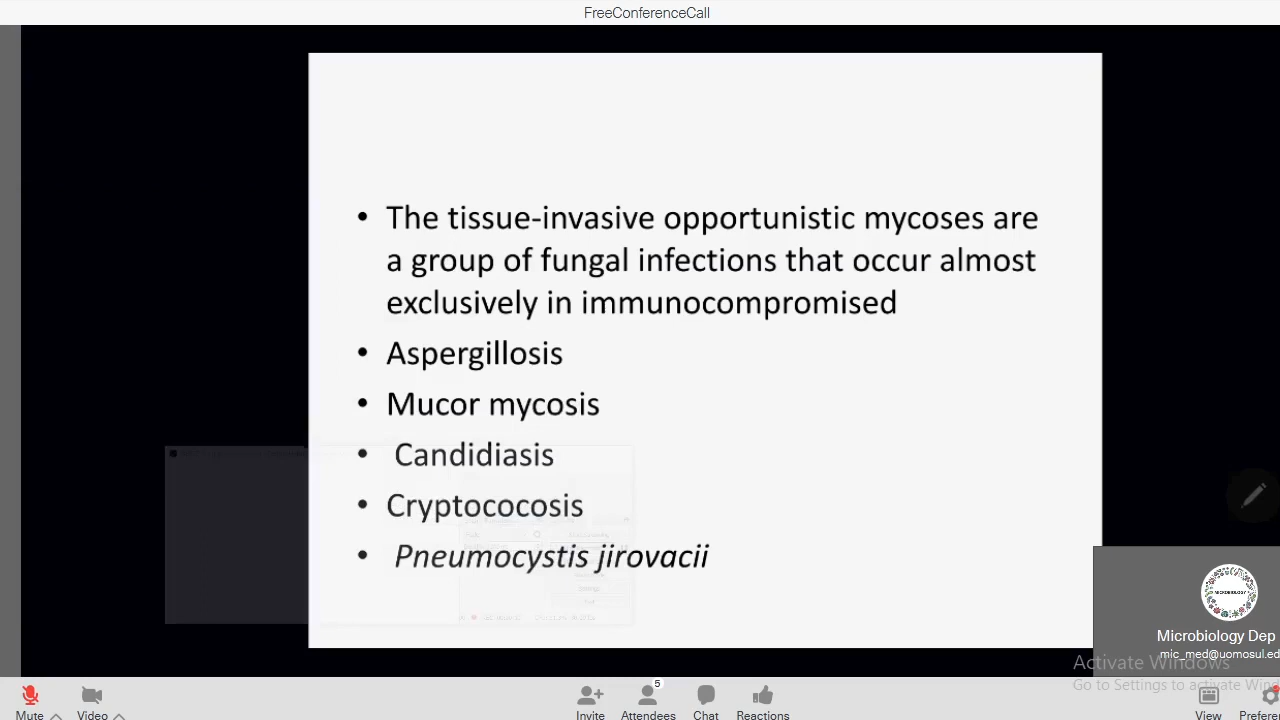 FreeConferenceCall
• The tissue-invasive opportunistic mycoses are
a group of fungal infections that occur almost
exclusively in immunocompromised
• Aspergillosis
• Mucor mycosis
• Candidiasis
• Cryptococosis
• Pneumocystis jirovacii
MICROBIOLOGY
Microbiology Dep
mic_med@uomosul.ed
Activate Windows
Go to Settings to activate Wind
5
Mute Video Invite Attendees Chat Reactions View Prefere